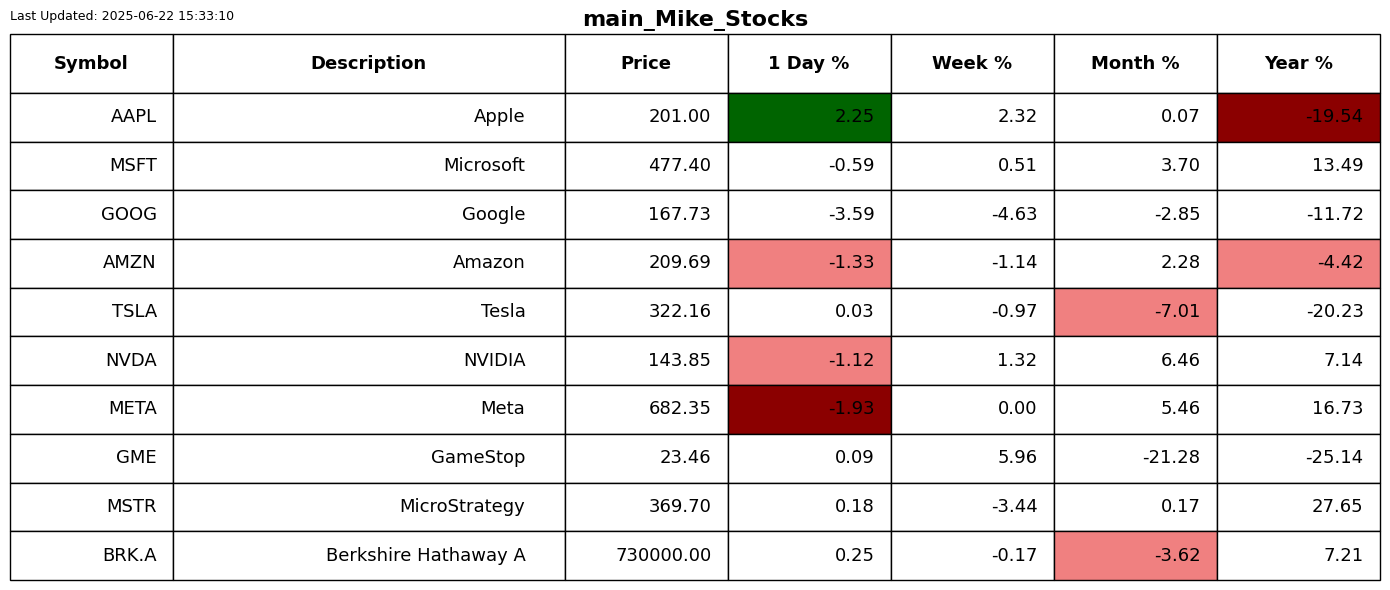 Last Updated: 2025-06-22 15:33:10
main_Mike_Stocks
Symbol Description Price 1 Day % Week % Month % Year %
AAPL Apple 201.00 2.25 2.32 0.07 -19.54
MSFT Microsoft 477.40 -0.59 0.51 3.70 13.49
GOOG Google 167.73 -3.59 -4.63 -2.85 -11.72
AMZN Amazon 209.69 -1.33 -1.14 2.28 -4.42
TSLA Tesla 322.16 0.03 -0.97 -7.01 -20.23
NVDA NVIDIA 143.85 -1.12 1.32 6.46 7.14
META Meta 682.35 -1.93 0.00 5.46 16.73
GME GameStop 23.46 0.09 5.96 -21.28 -25.14
MSTR MicroStrategy 369.70 0.18 -3.44 0.17 27.65
BRK.A Berkshire Hathaway A 730000.00 0.25 -0.17 -3.62 7.21